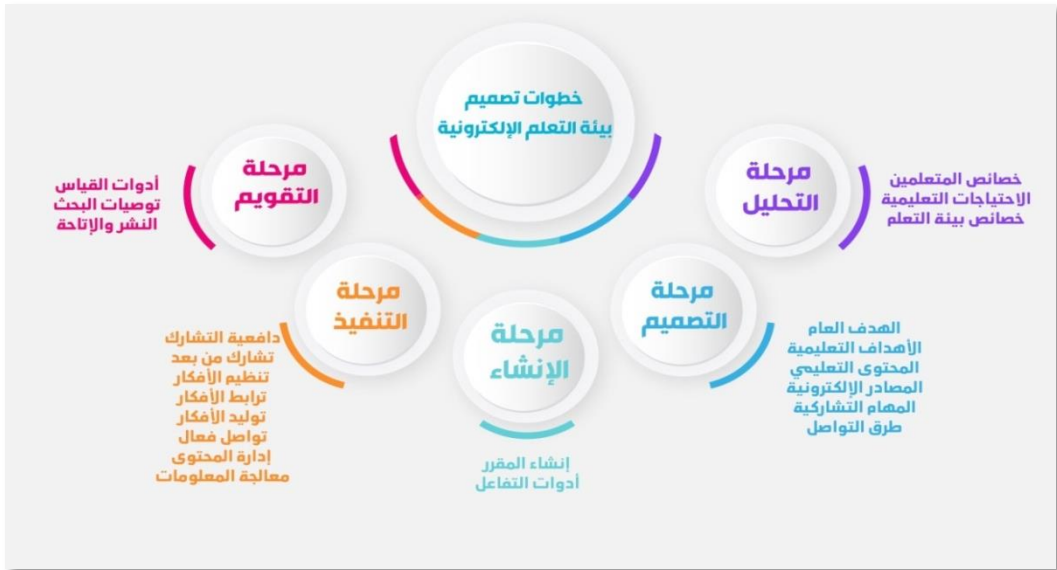 خطوات تصميم
بيئة التعلم الإلكترونية
مرحلة
التحليل
خصائص المتعلمين
الاحتياجات التعليمية
خصائص بيئة التعلم
مرحلة
التصميم
الهدف العام
الأهداف التعليمية
المحتوى التعليمي
المصادر الإلكترونية
المهام التشاركية
طرق التواصل
مرحلة
الإنشاء
إنشاء المقرر
أدوات التفاعل
مرحلة
التنفيذ
دافعية التشارك
تشارك من بعد
تنظيم الأفكار
ترابط الأفكار
توليد الأفكار
تواصل فعال
إدارة المحتوى
معالجة المعلومات
مرحلة
التقويم
أدوات القياس
توصيات البحث
النشر والإتاحة